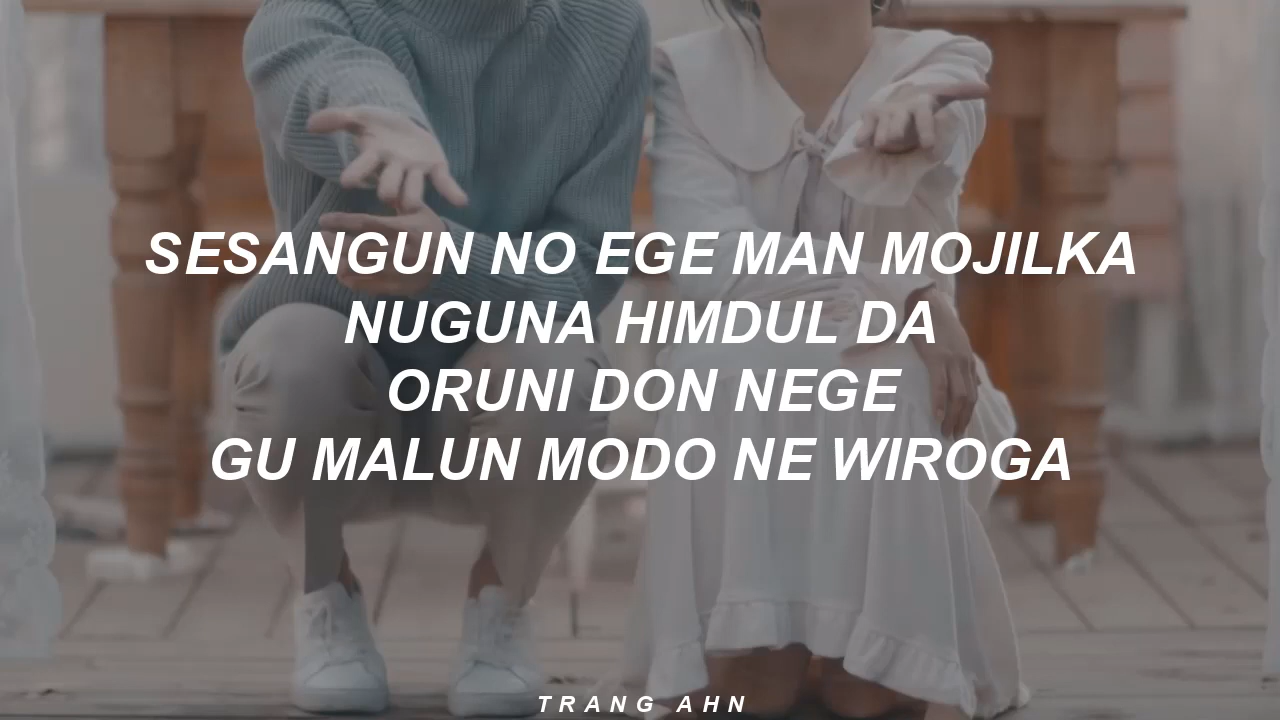 SESANGUN NO EGE MAN MOJILKA
NUGUNA HIMDUL DA
ORUNI DON NEGE
GU MALUN MODO NE WIROGA
TRANG AHN